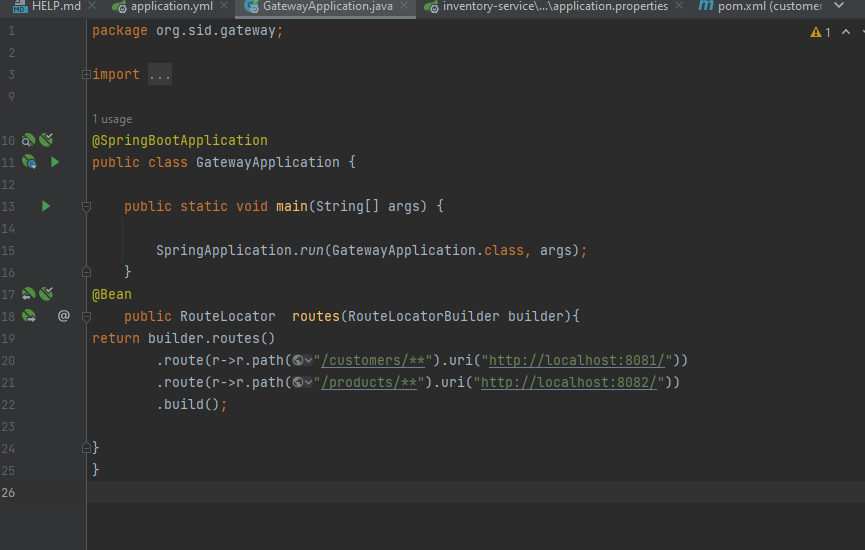 HELP.md application.yml GatewayApplication.java inventory-service\...\application.properties pom.xml (customer
1 package org.sid.gateway; 1
2
3 import ...
9
1 usage
10 @SpringBootApplication
11 public class GatewayApplication {
12
13 public static void main(String[] args) {
14
15 SpringApplication.run(GatewayApplication.class, args);
16 }
17 @Bean
18 @ public RouteLocator  routes(RouteLocatorBuilder builder){
19 return builder.routes()
20 .route(r->r.path("/customers/**").uri("http://localhost:8081/"))
21 .route(r->r.path("/products/**").uri("http://localhost:8082/"))
22 .build();
23
24 }
25 }
26